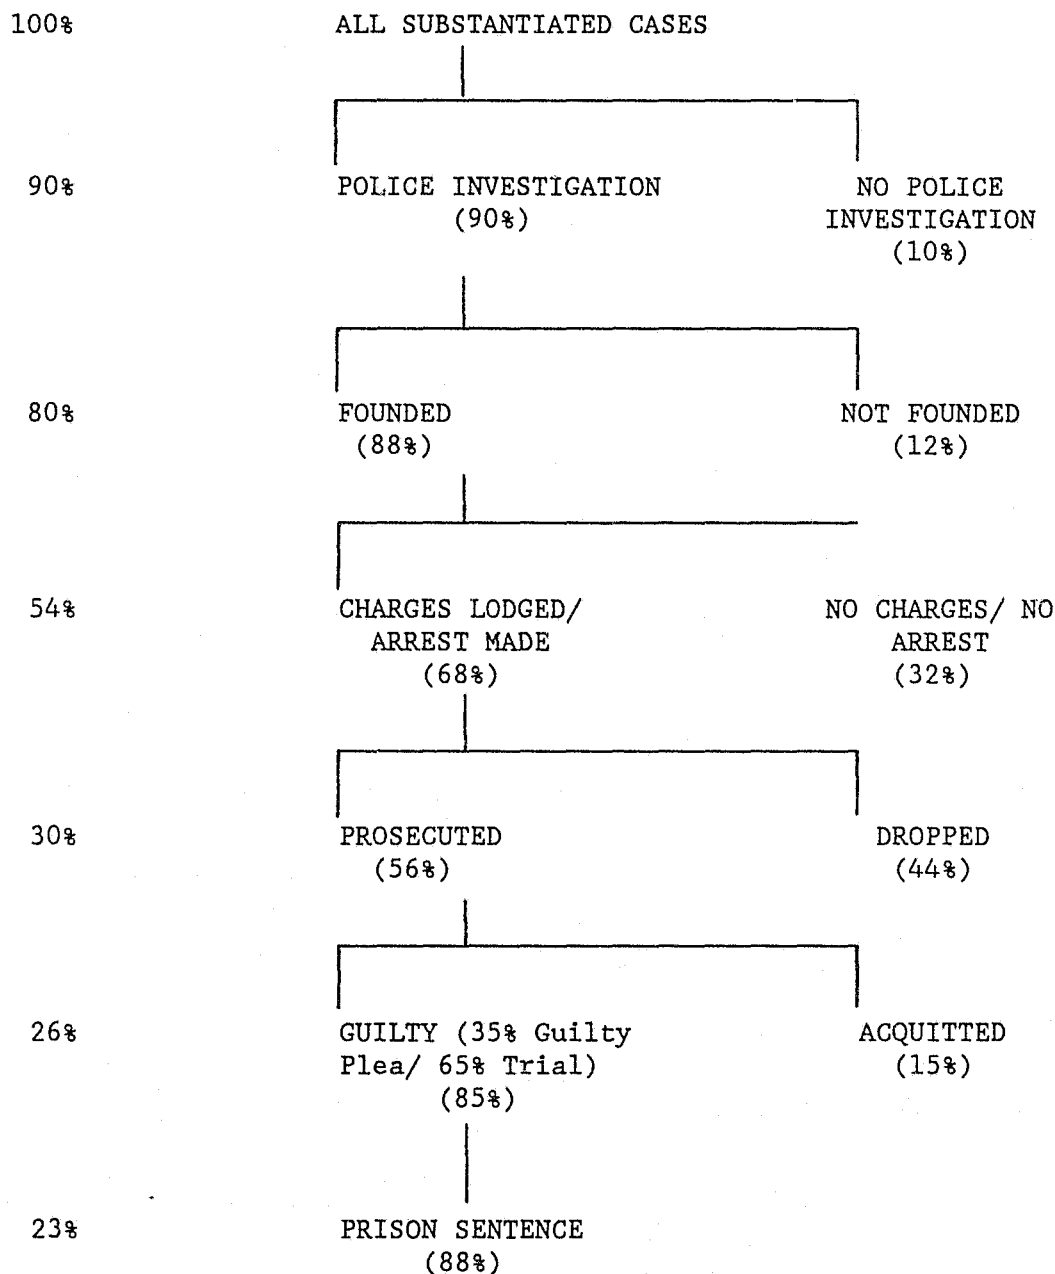 100% ALL SUBSTANTIATED CASES
90% POLICE INVESTIGATION NO POLICE
(90%) INVESTIGATION
(10%)
80% FOUNDED NOT FOUNDED
(88%) (12%)
54% CHARGES LODGED/ NO CHARGES/ NO
ARREST MADE ARREST
(68%) (32%)
30% PROSECUTED DROPPED
(56%) (44%)
26% GUILTY (35% Guilty ACQUITTED
Plea/ 65% Trial) (15%)
(85%)
23% PRISON SENTENCE
(88%)